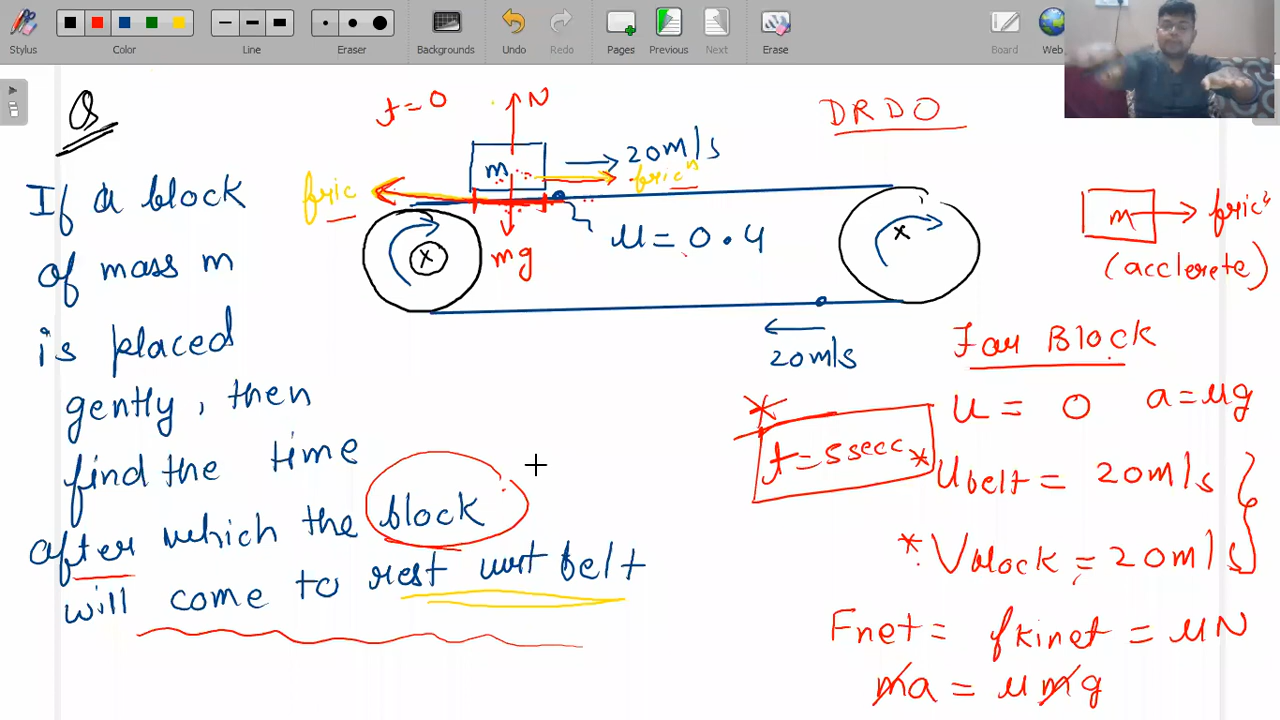 Stylus
Color
Line
Eraser
Backgrounds
Undo
Redo
Pages
Previous
Next
Erase
Board
Web
Q
t=0
N
DRDO
m
20m/s
fric
fricⁿ
μ = 0.4
mg
x
x
20m/s
m
fricⁿ
(acclerete)
If a block
of mass m
is placed
gently, then
find the time
after which the block
will come to rest wrt belt
For Block
u = 0 a = μg
t = 5secc
Ubelt = 20m/s
Vblock = 20m/s
Fnet = fkinet = μN
ma = μmg